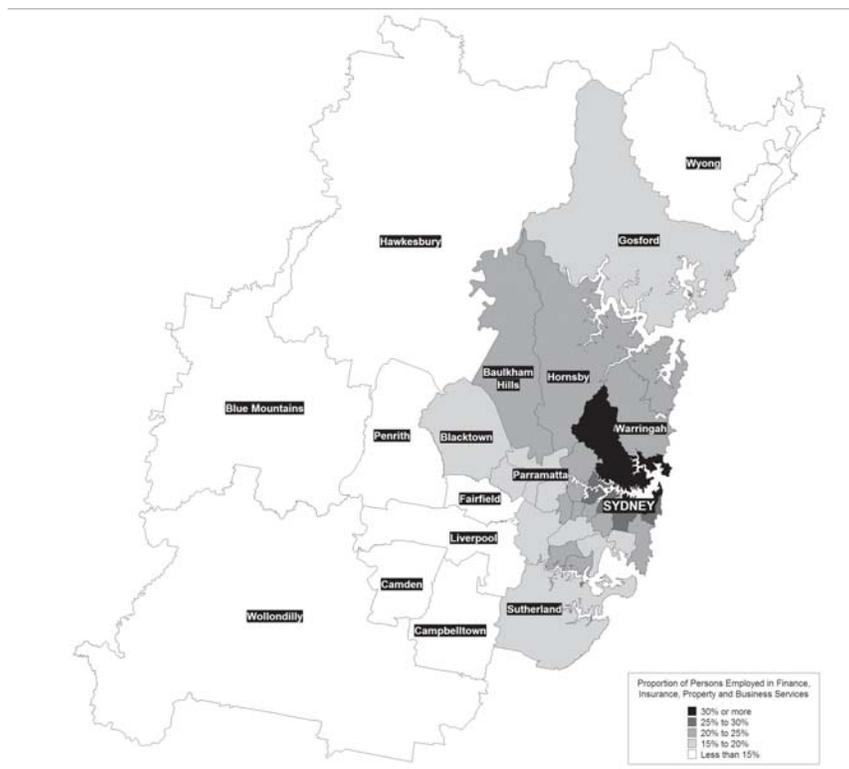 Wyong
Gosford
Hawkesbury
Baulkham
Hills
Hornsby
Blue Mountains
Penrith
Blacktown
Warringah
Parramatta
Fairfield
SYDNEY
Liverpool
Camden
Wollondilly
Campbelltown
Sutherland
Proportion of Persons Employed in Finance,
Insurance, Property and Business Services
30% or more
25% to 30%
20% to 25%
15% to 20%
Less than 15%